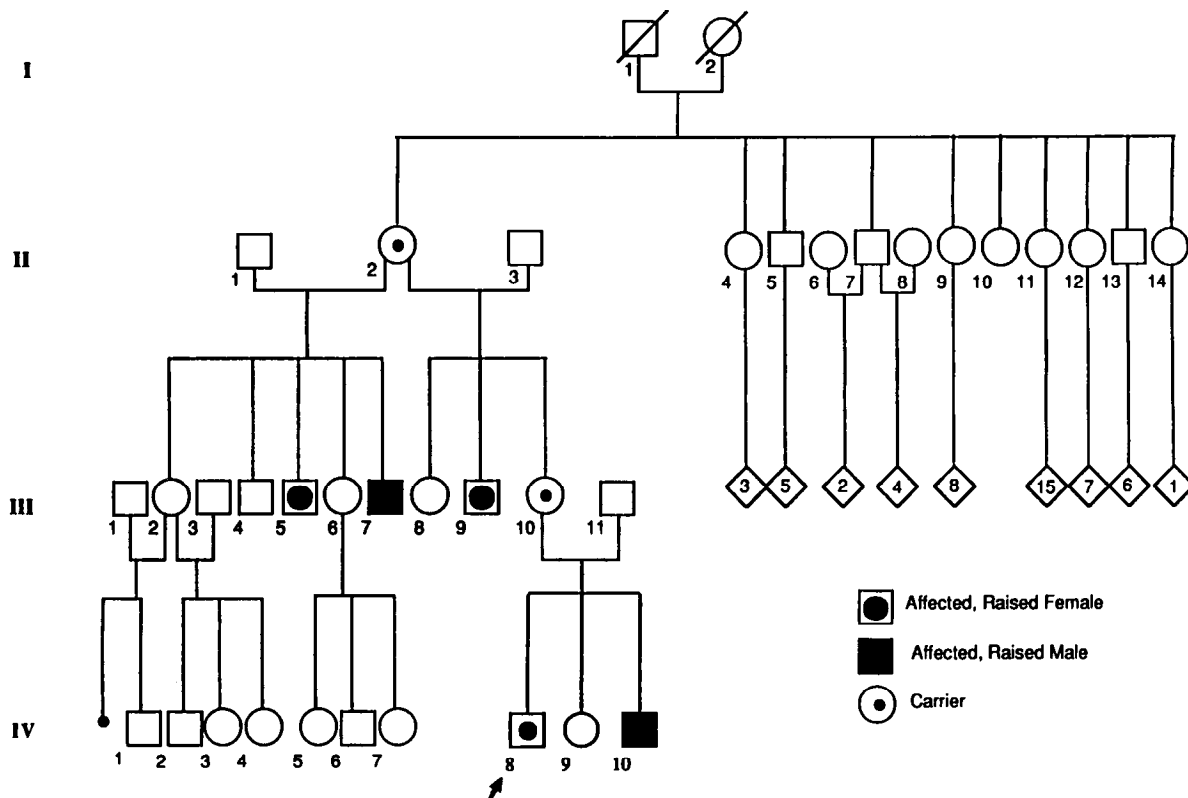 I
1 2
II
1 2 3 4 5 6 7 8 9 10 11 12 13 14
3 5 2 4 8 15 7 6 1
III
1 2 3 4 5 6 7 8 9 10 11
Affected, Raised Female
Affected, Raised Male
Carrier
IV
1 2 3 4 5 6 7 8 9 10